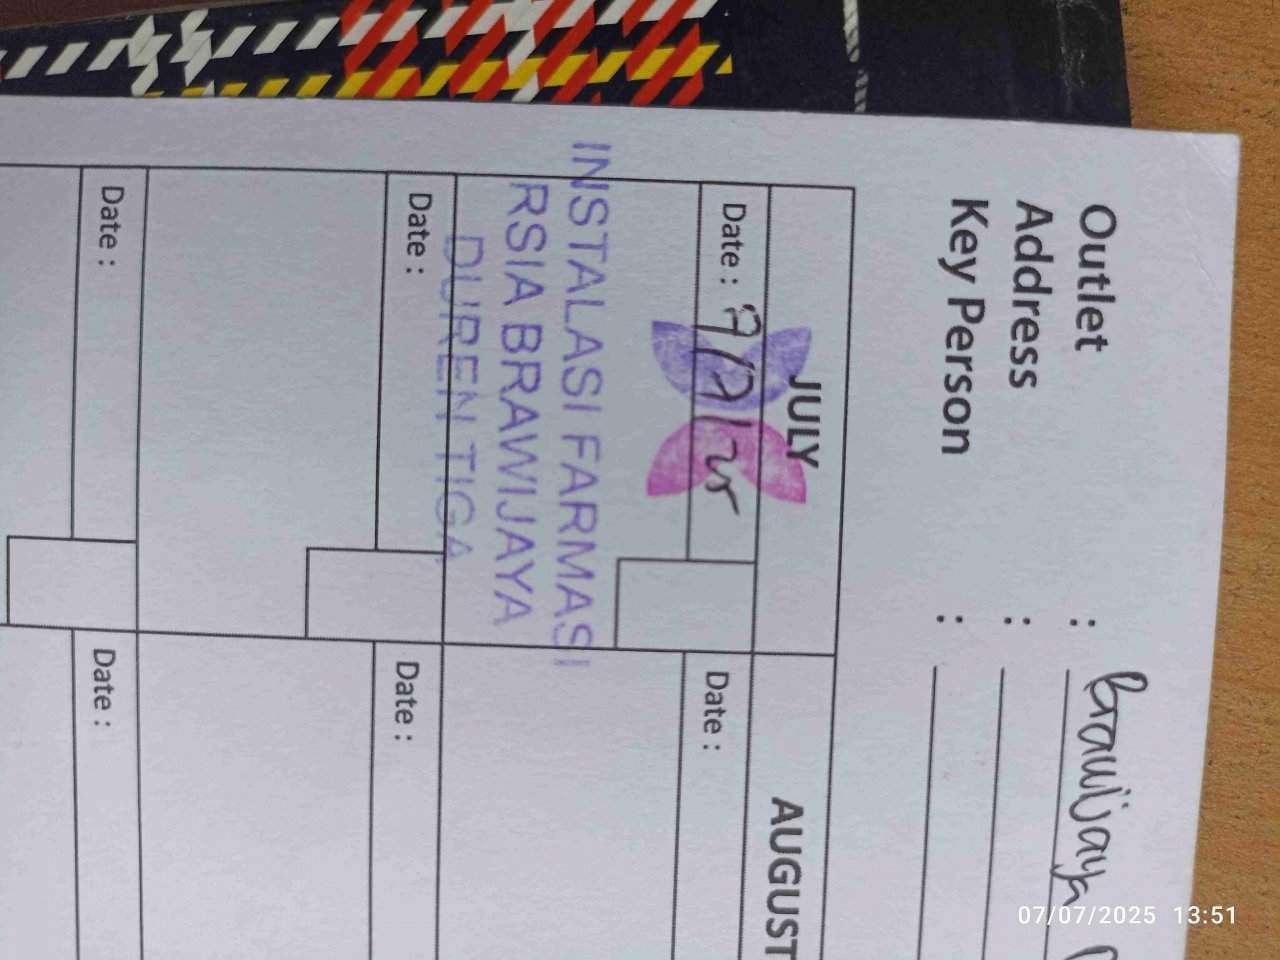 Outlet : Brawijaya
Address :
Key Person :
JULY AUGUST
Date : 7/7/25 Date :
INSTALASI FARMASI
RSIA BRAWIJAYA
DUREN TIGA
Date : Date :
Date : Date :
07/07/2025 13:51